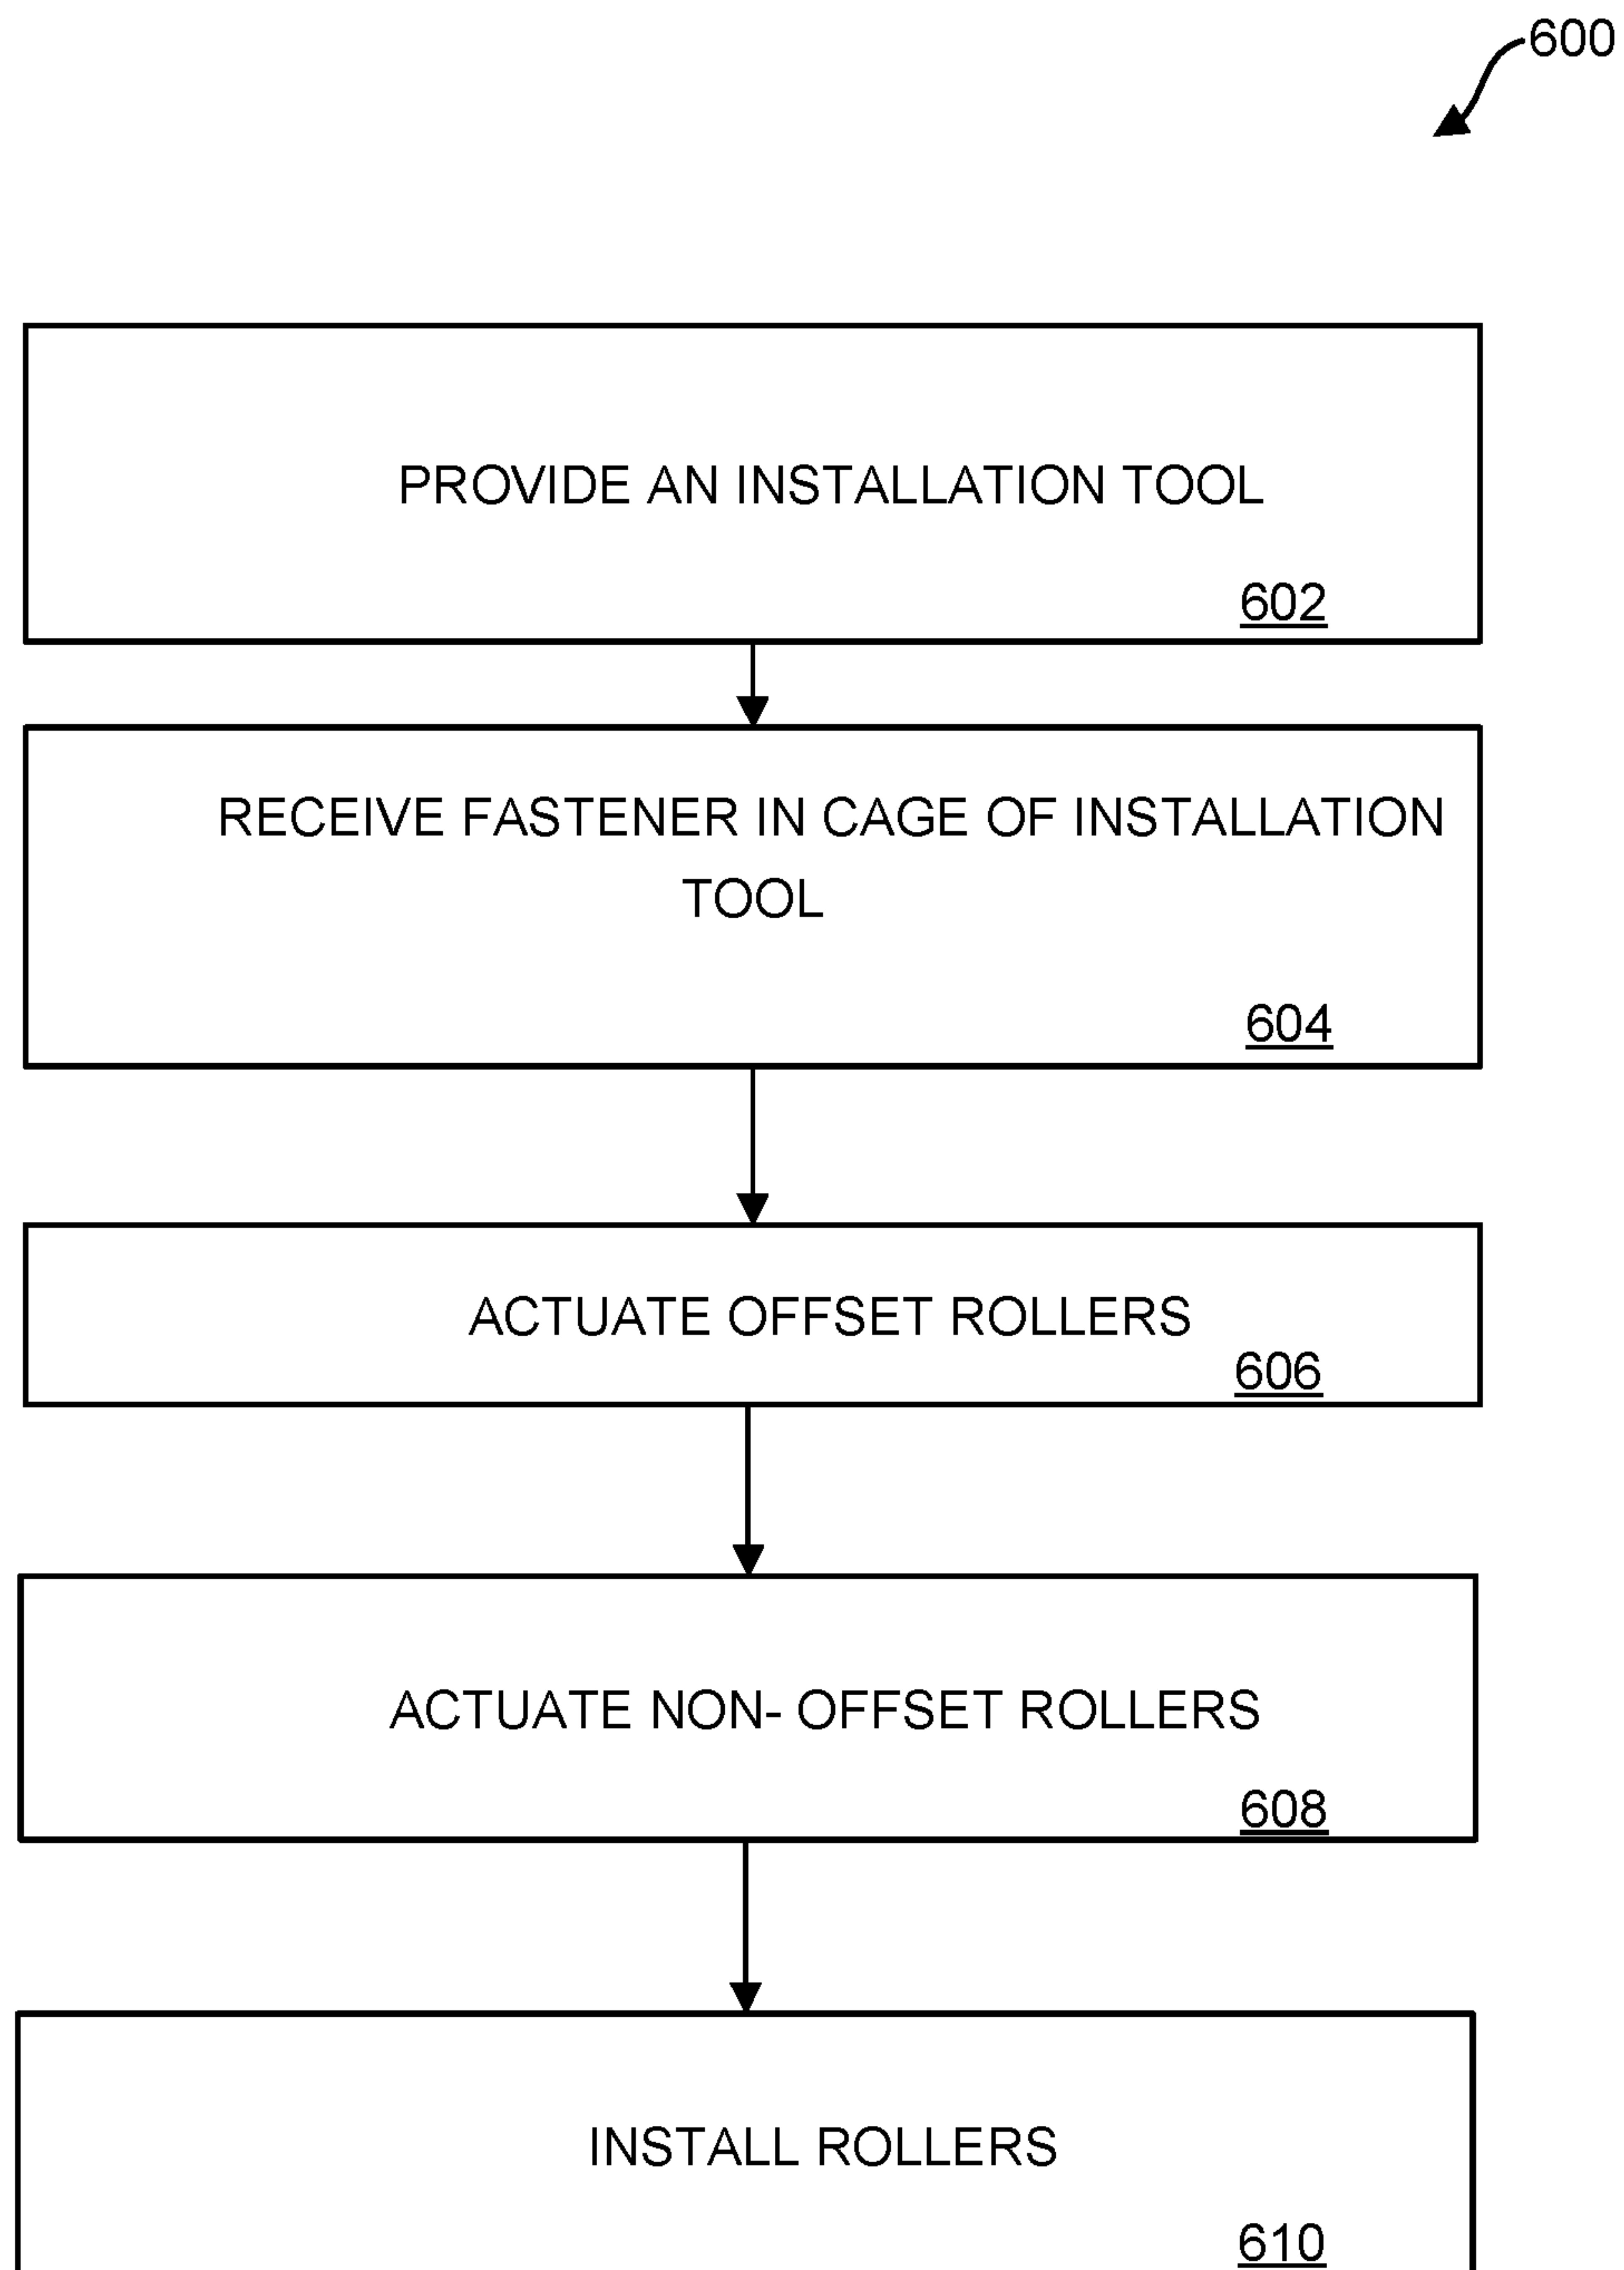 600
PROVIDE AN INSTALLATION TOOL
602
RECEIVE FASTENER IN CAGE OF INSTALLATION
TOOL
604
ACTUATE OFFSET ROLLERS
606
ACTUATE NON- OFFSET ROLLERS
608
INSTALL ROLLERS
610